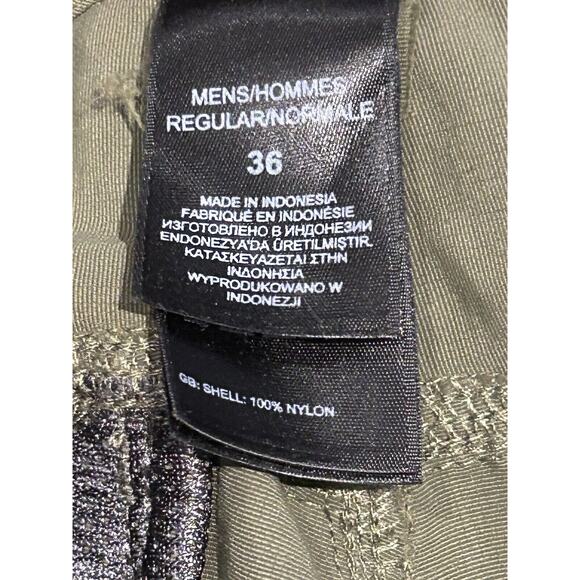 MENS/HOMMES
REGULAR/NORMALE
36
MADE IN INDONESIA
FABRIQUÉ EN INDONÉSIE
ИЗГОТОВЛЕНО В ИНДОНЕЗИИ
ENDONEZYA'DA ÜRETILMIŞTIR.
ΚΑΤΑΣΚΕΥΑΖΕΤΑΙ ΣΤΗΝ
ΙΝΔΟΝΗΣΙΑ
WYPRODUKOWANO W
INDONEZJI
GB: SHELL: 100% NYLON